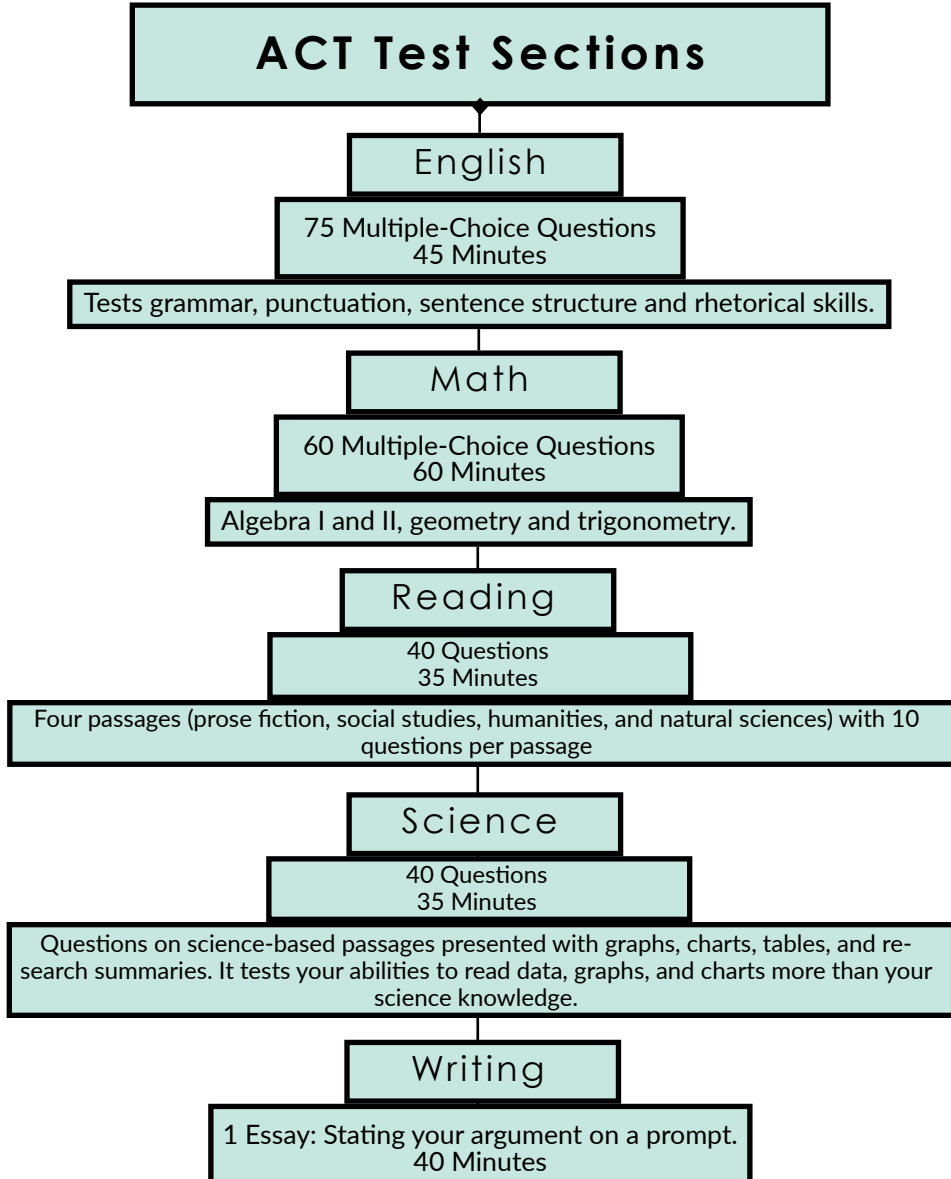 ACT Test Sections
English
75 Multiple-Choice Questions
45 Minutes
Tests grammar, punctuation, sentence structure and rhetorical skills.
Math
60 Multiple-Choice Questions
60 Minutes
Algebra I and II, geometry and trigonometry.
Reading
40 Questions
35 Minutes
Four passages (prose fiction, social studies, humanities, and natural sciences) with 10
questions per passage
Science
40 Questions
35 Minutes
Questions on science-based passages presented with graphs, charts, tables, and re-
search summaries. It tests your abilities to read data, graphs, and charts more than your
science knowledge.
Writing
1 Essay: Stating your argument on a prompt.
40 Minutes